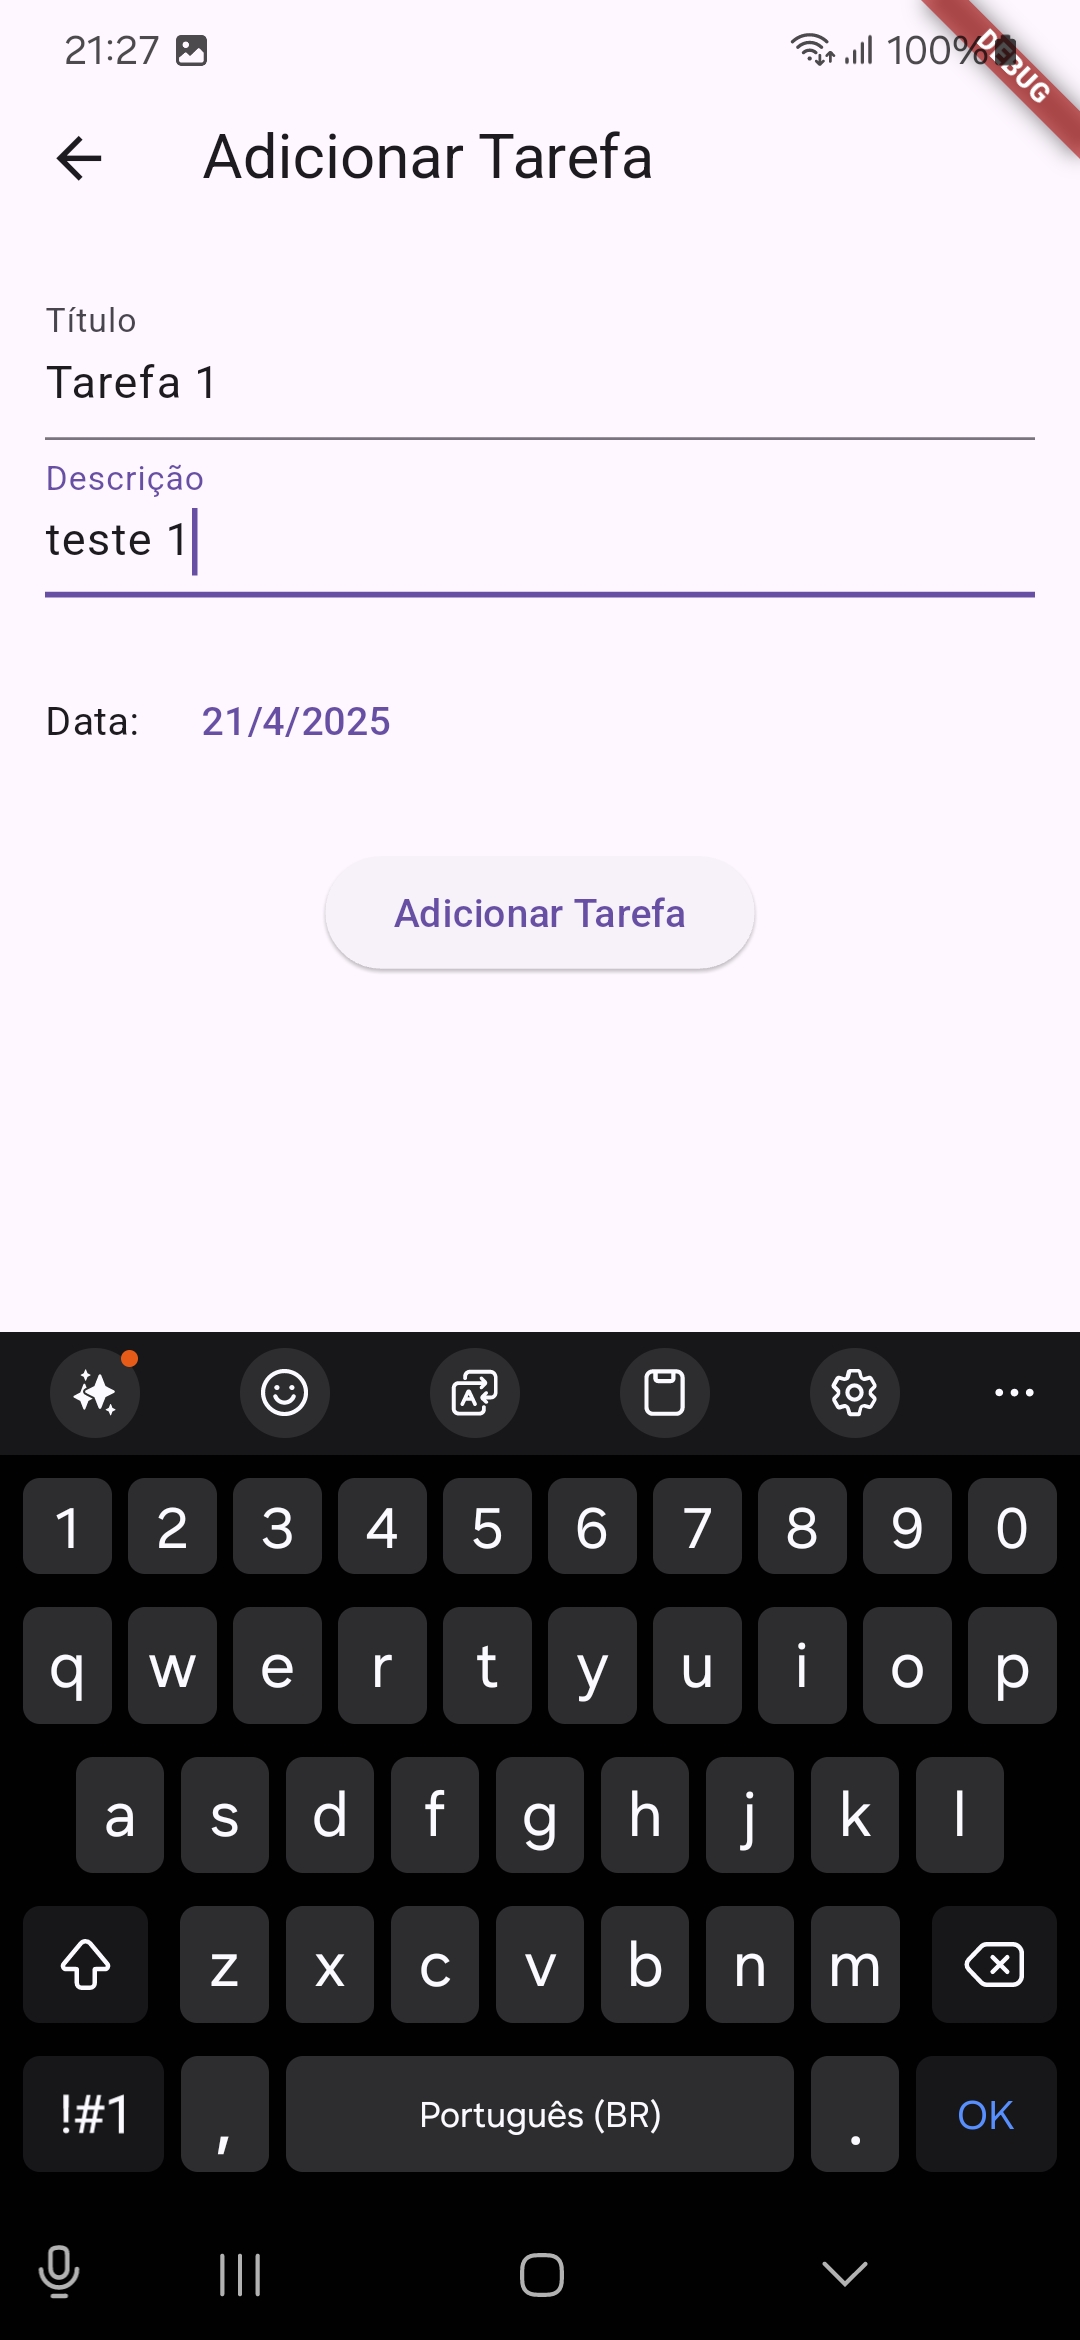 21:27 100%
DEBUG
Adicionar Tarefa
Título
Tarefa 1
Descrição
teste 1
Data: 21/4/2025
Adicionar Tarefa
1 2 3 4 5 6 7 8 9 0
q w e r t y u i o p
a s d f g h j k l
z x c v b n m
!#1 , Português (BR) . OK